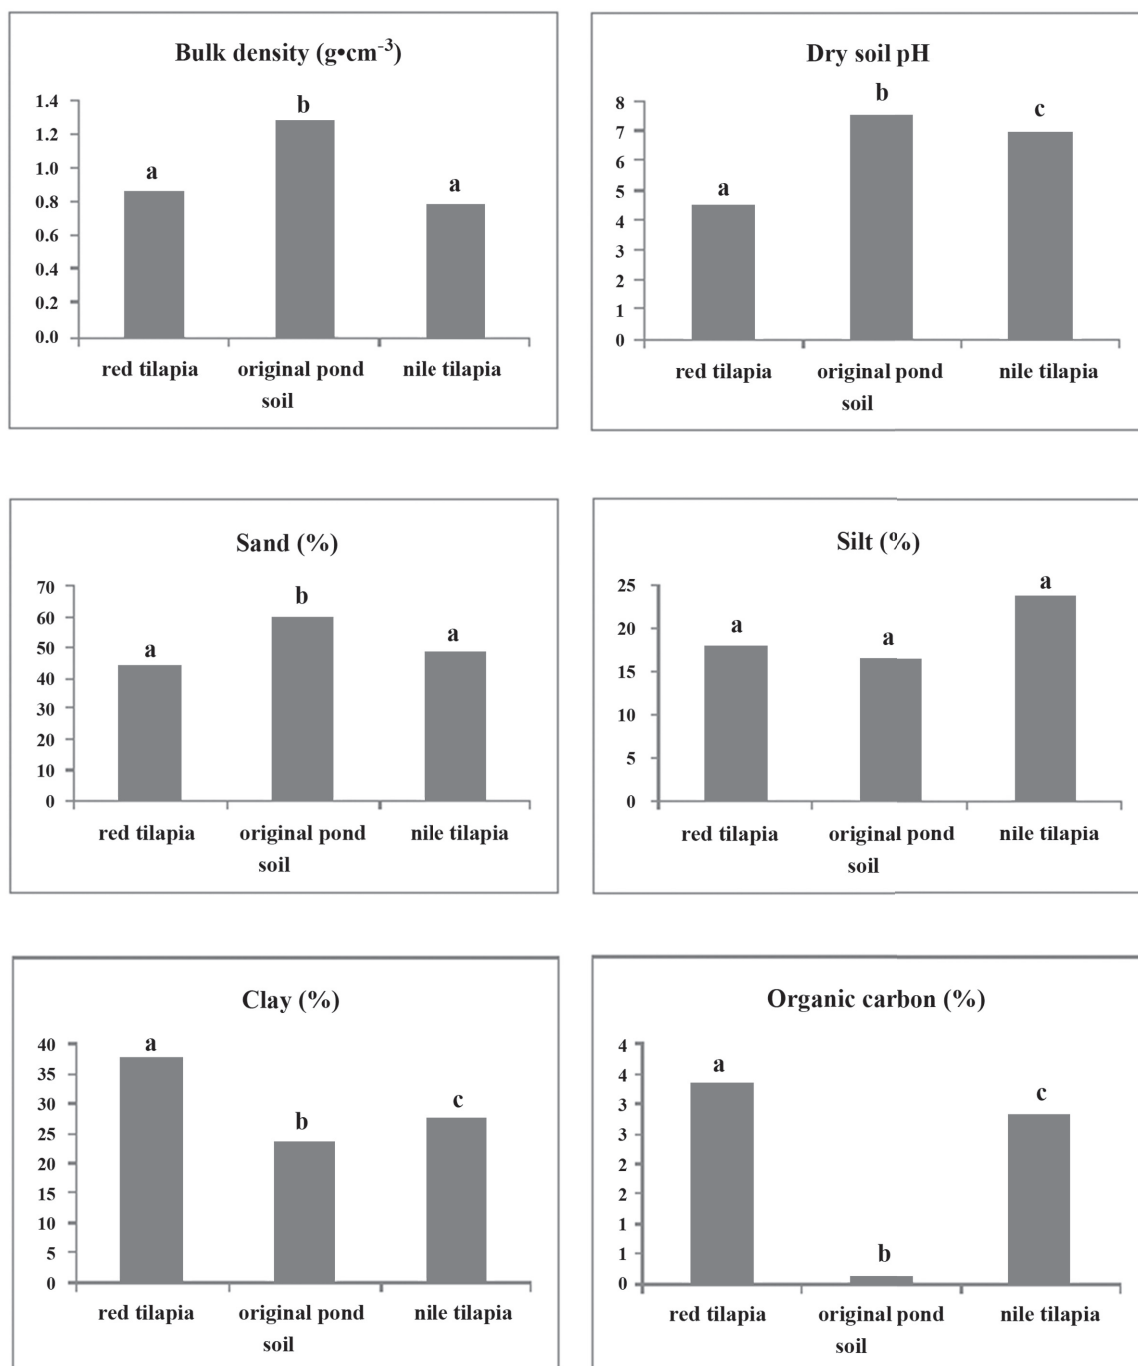 Bulk density (g•cm-3)
1.4
1.2
1.0
0.8
0.6
0.4
0.2
0.0
a
b
a
red tilapia
original pond
soil
nile tilapia
Dry soil pH
8
7
6
5
4
3
2
1
0
a
b
c
red tilapia
original pond
soil
nile tilapia
Sand (%)
70
60
50
40
30
20
10
0
a
b
a
red tilapia
original pond
soil
nile tilapia
Silt (%)
25
20
15
10
5
0
a
a
a
red tilapia
original pond
soil
nile tilapia
Clay (%)
40
35
30
25
20
15
10
5
0
a
b
c
red tilapia
original pond
soil
nile tilapia
Organic carbon (%)
4
4
3
3
2
2
1
1
0
a
b
c
red tilapia
original pond
soil
nile tilapia